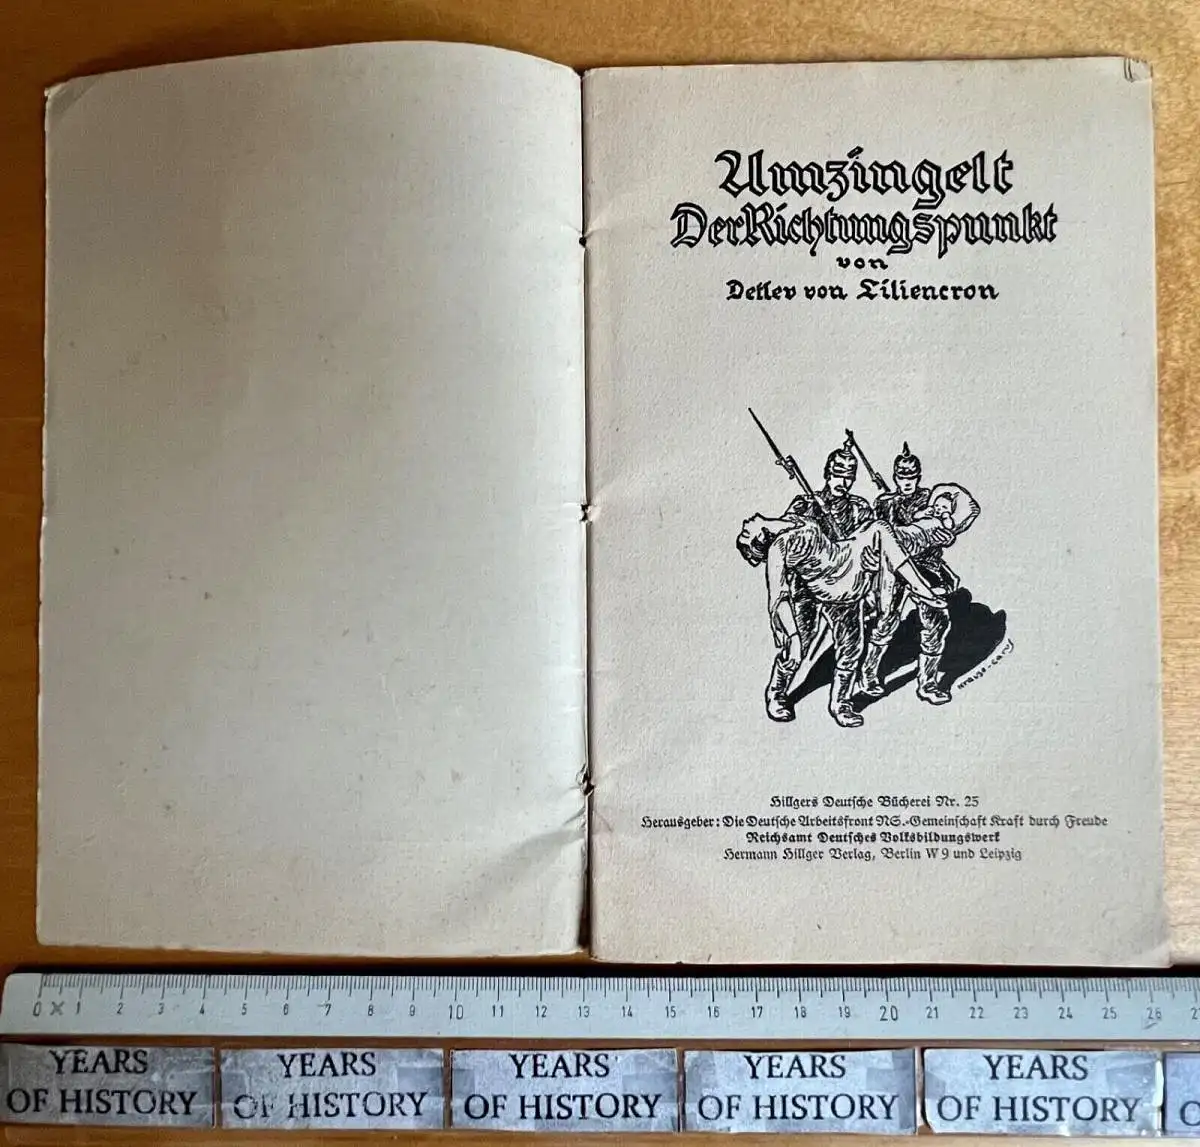 Umzingelt
Der Richtungspunkt
von
Detlev von Liliencron
Krause-Carus
Hillgers Deutsche Bücherei Nr. 25
Herausgeber: Die Deutsche Arbeitsfront NS.-Gemeinschaft Kraft durch Freude
Reichsamt Deutsches Volksbildungswerk
Hermann Hillger Verlag, Berlin W 9 und Leipzig
0 x 1 2 3 4 5 6 7 8 9 10 11 12 13 14 15 16 17 18 19 20 21 22 23 24 25 26 27
YEARS YEARS YEARS YEARS YEARS
OF HISTORY OF HISTORY OF HISTORY OF HISTORY OF HISTORY O